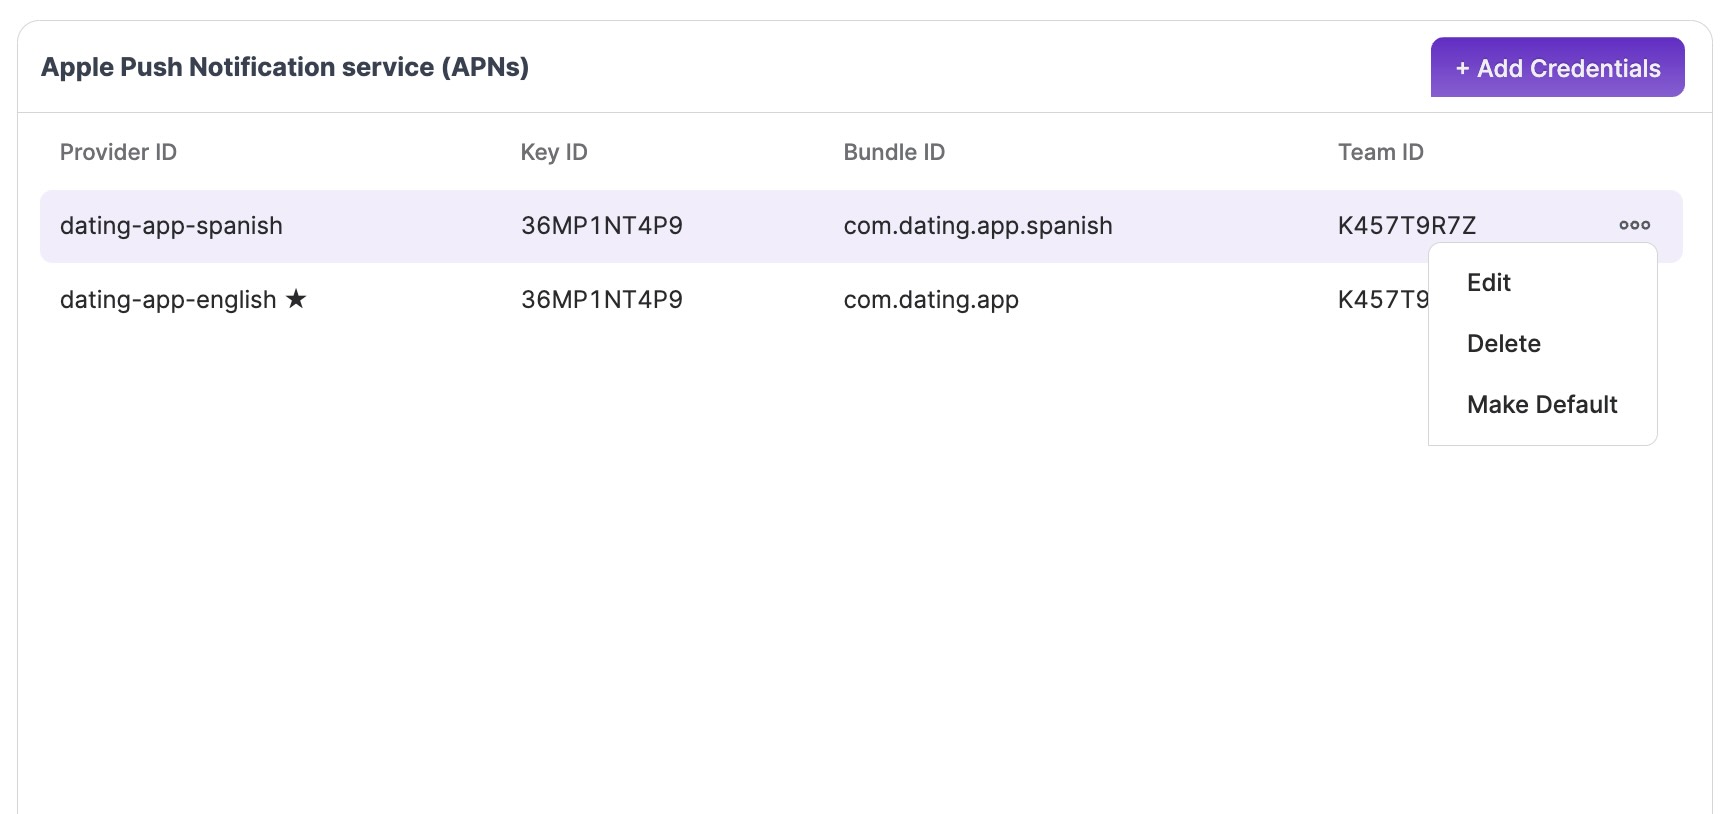 Apple Push Notification service (APNs)
+ Add Credentials
Provider ID Key ID Bundle ID Team ID
dating-app-spanish 36MP1NT4P9 com.dating.app.spanish K457T9R7Z
dating-app-english ★ 36MP1NT4P9 com.dating.app K457T9
Edit
Delete
Make Default